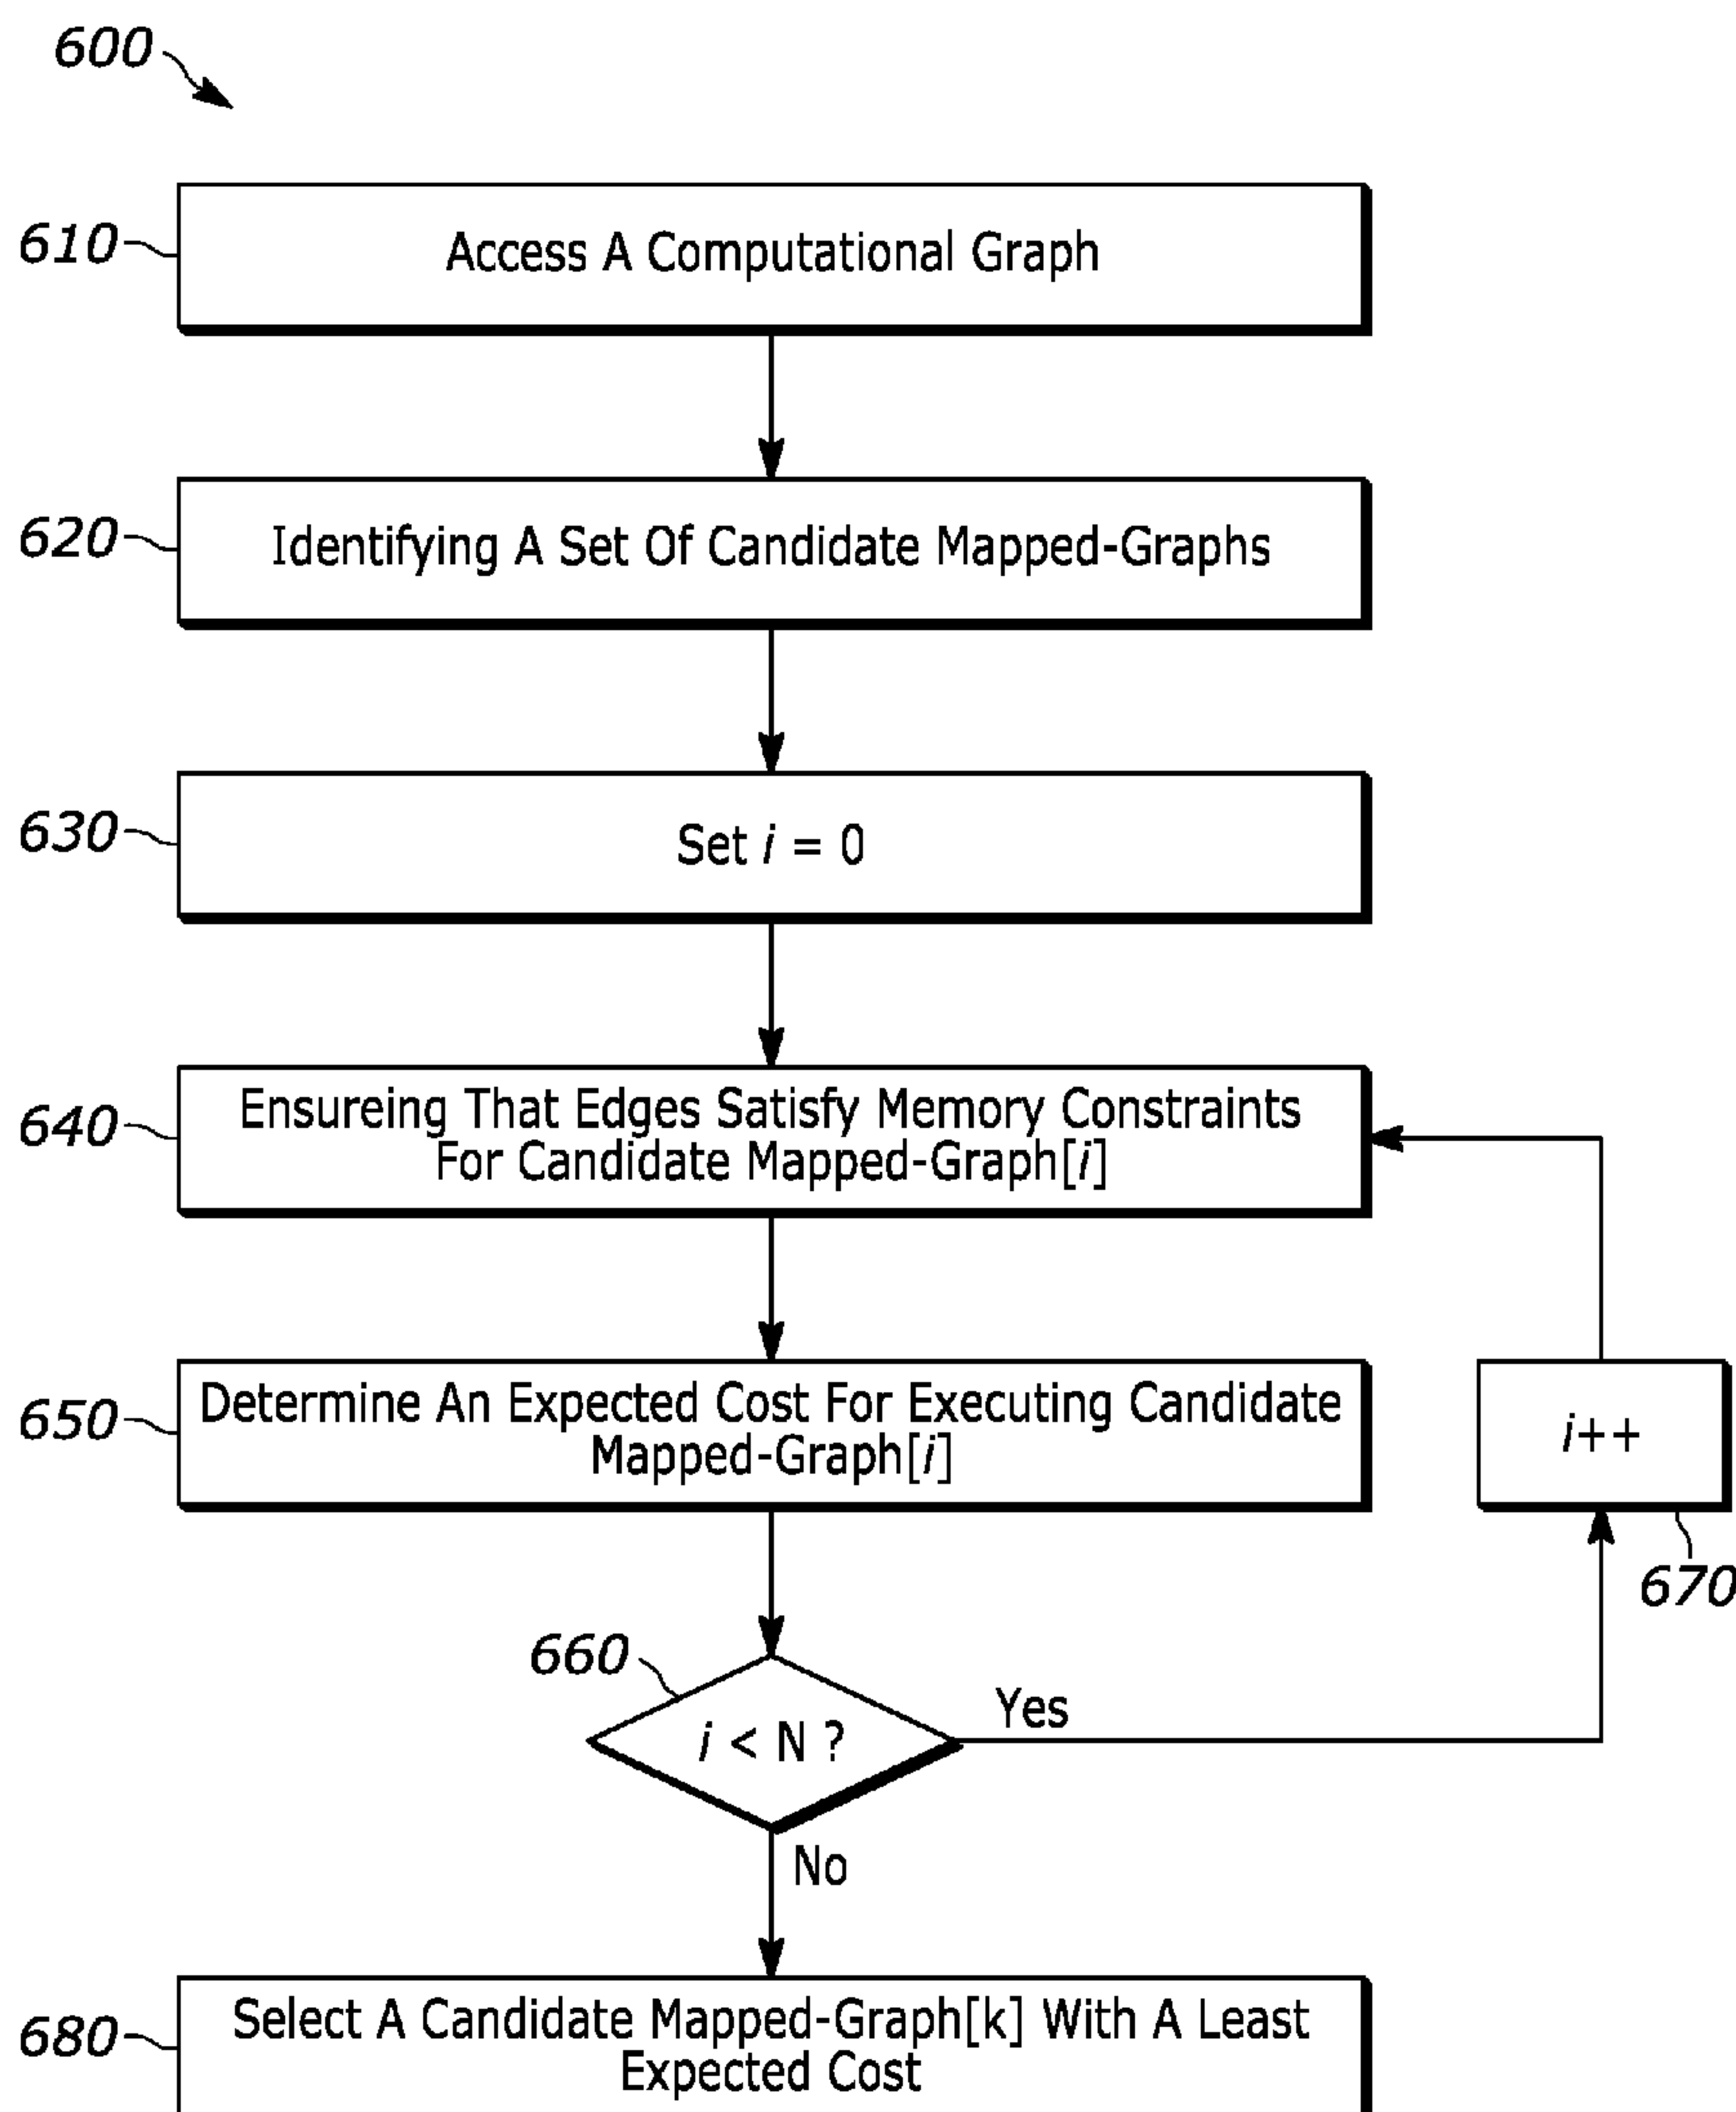 600
610
Access A Computational Graph
620
Identifying A Set Of Candidate Mapped-Graphs
630
Set i = 0
640
Ensureing That Edges Satisfy Memory Constraints
For Candidate Mapped-Graph[i]
650
Determine An Expected Cost For Executing Candidate
Mapped-Graph[i]
i++
670
660
i < N ?
Yes
No
680
Select A Candidate Mapped-Graph[k] With A Least
Expected Cost